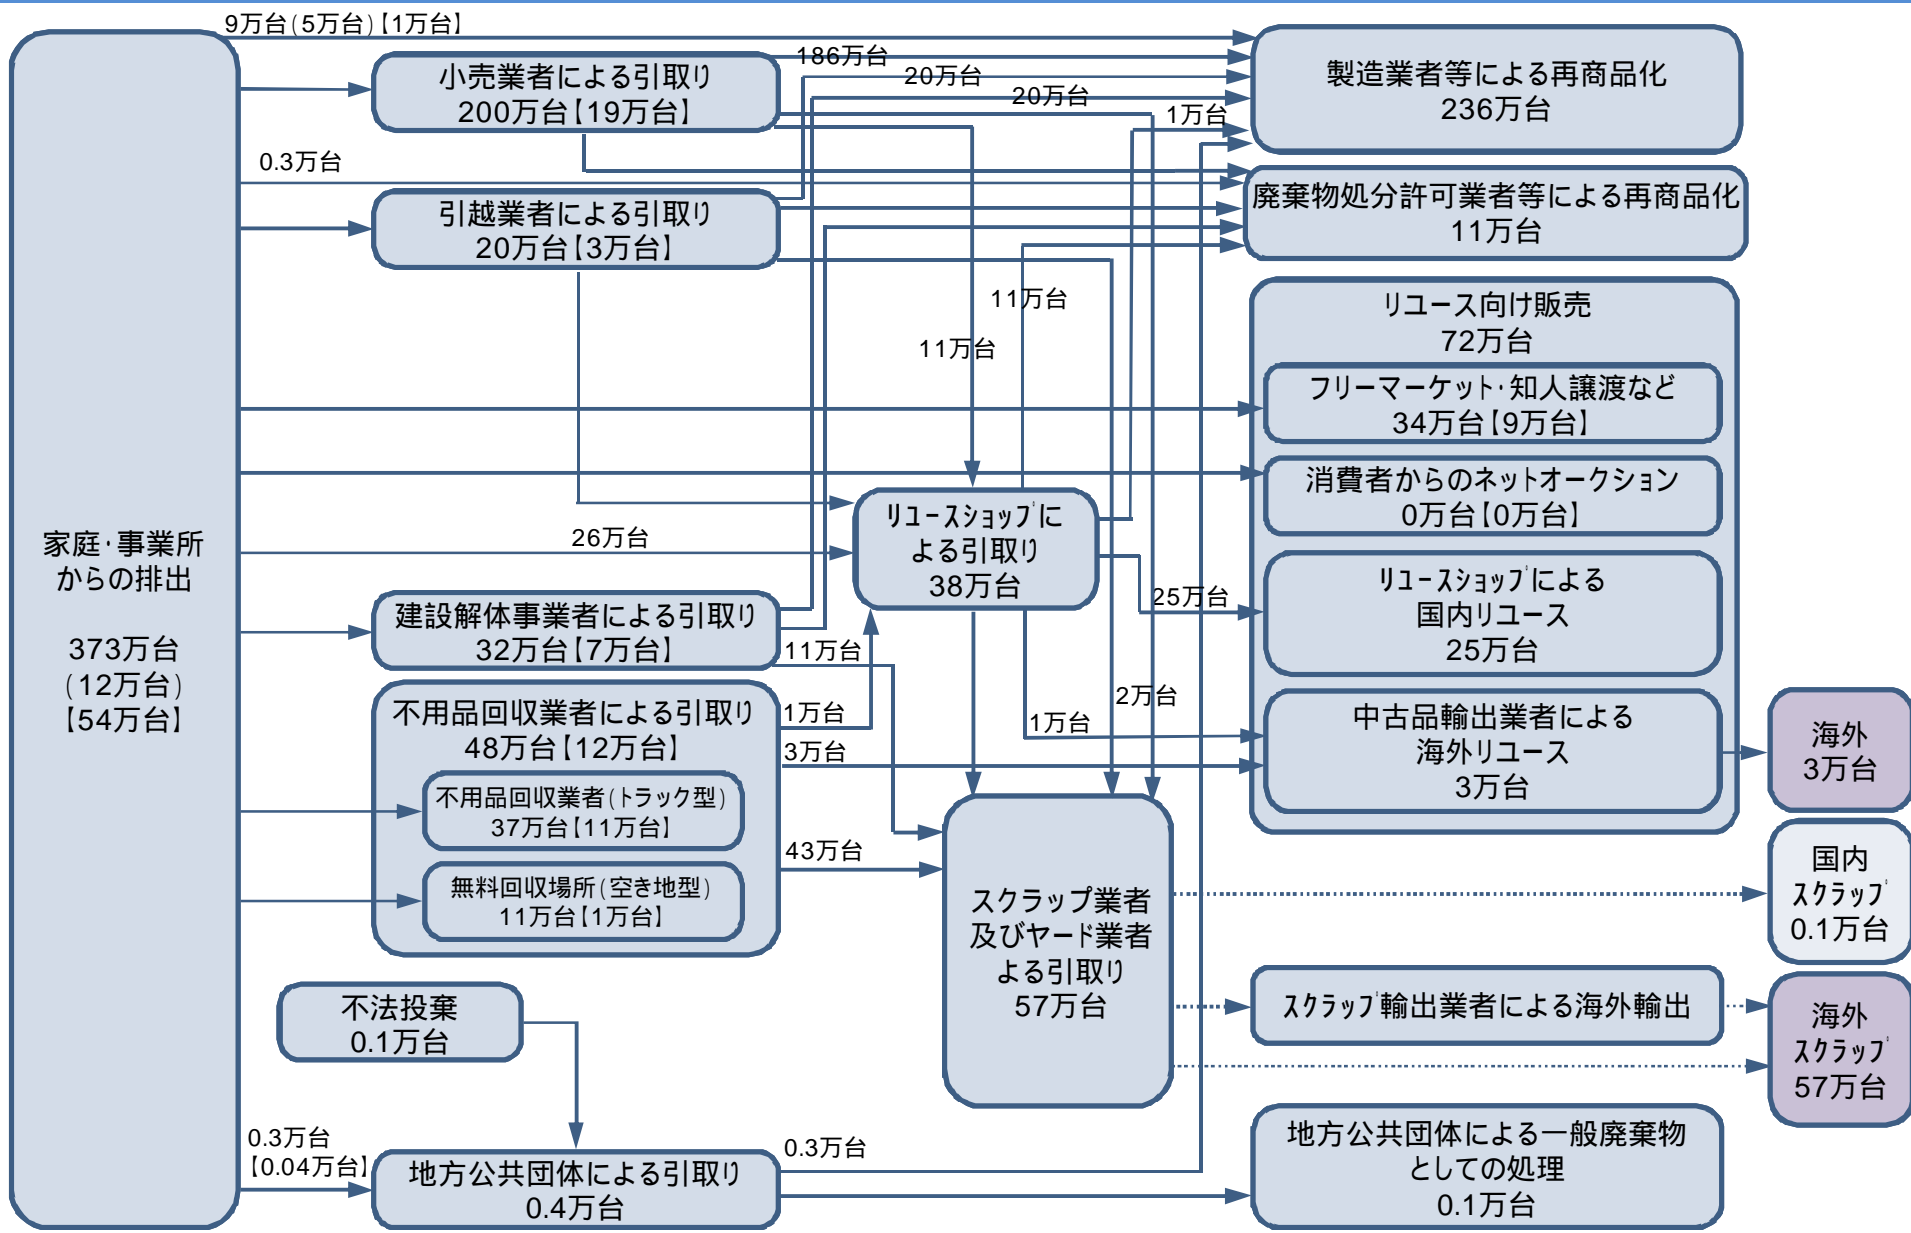 9万台(5万台)【1万台】
家庭・事業所
からの排出
373万台
(12万台)
【54万台】
小売業者による引取り
200万台【19万台】
186万台
20万台
20万台
1万台
製造業者等による再商品化
236万台
0.3万台
引越業者による引取り
20万台【3万台】
廃棄物処分許可業者等による再商品化
11万台
11万台
11万台
リユース向け販売
72万台
フリーマーケット・知人譲渡など
34万台【9万台】
消費者からのネットオークション
0万台【0万台】
26万台
リユースショップに
よる引取り
38万台
25万台
リユースショップによる
国内リユース
25万台
建設解体事業者による引取り
32万台【7万台】
11万台
不用品回収業者による引取り
48万台【12万台】
1万台
3万台
1万台
2万台
中古品輸出業者による
海外リユース
3万台
海外
3万台
不用品回収業者(トラック型)
37万台【11万台】
43万台
無料回収場所(空き地型)
11万台【1万台】
スクラップ業者
及びヤード業者
よる引取り
57万台
国内
スクラップ
0.1万台
不法投棄
0.1万台
スクラップ輸出業者による海外輸出
海外
スクラップ
57万台
0.3万台
【0.04万台】
地方公共団体による引取り
0.4万台
0.3万台
地方公共団体による一般廃棄物
としての処理
0.1万台